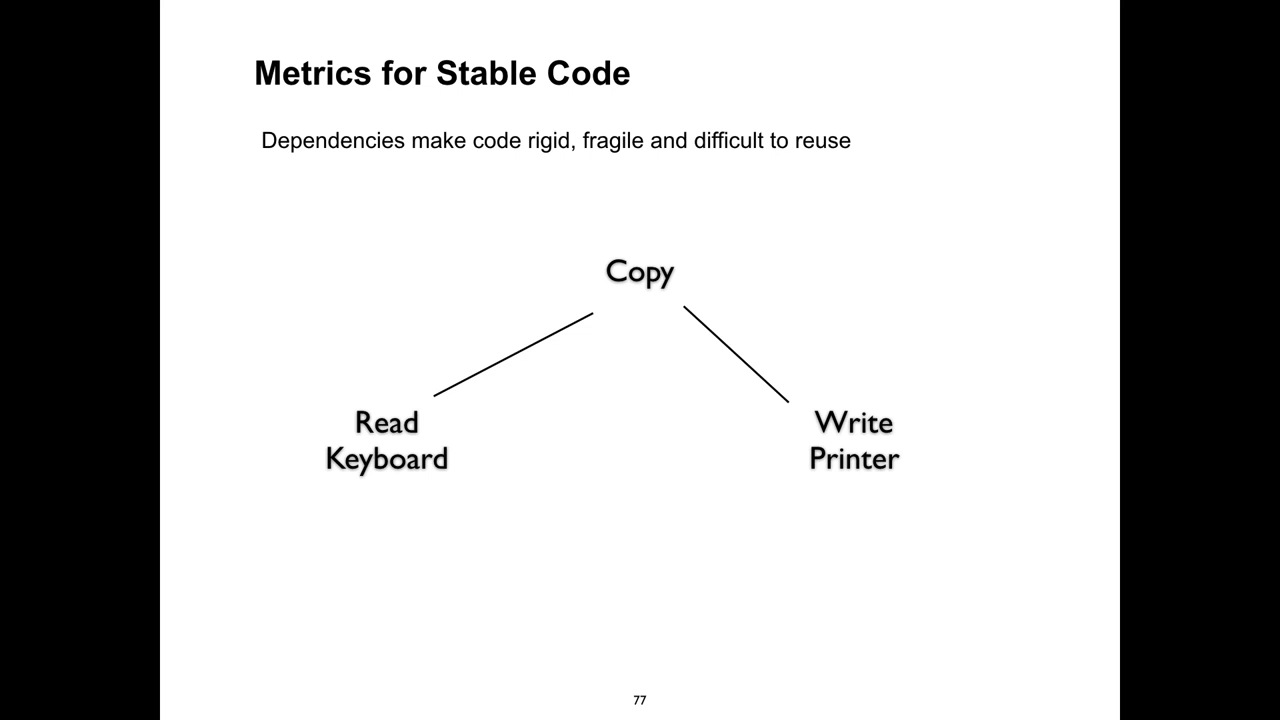 Metrics for Stable Code
Dependencies make code rigid, fragile and difficult to reuse
Copy
Read
Keyboard
Write
Printer
77